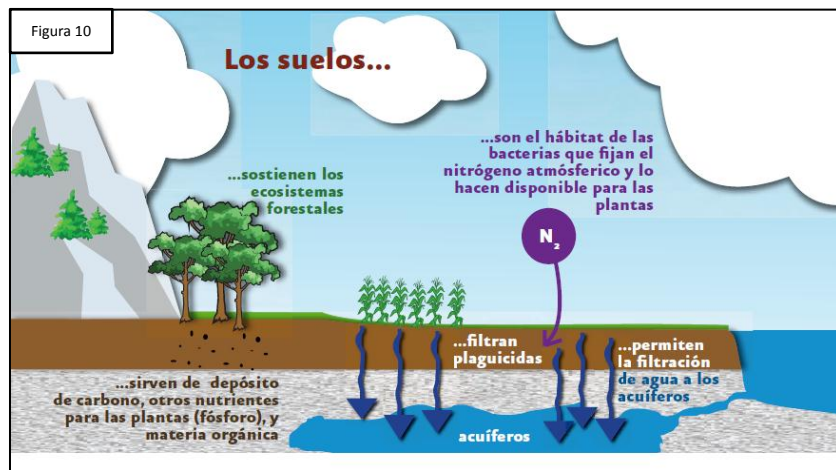 Figura 10
Los suelos...
...son el hábitat de las
bacterias que fijan el
nitrógeno atmósferico y lo
hacen disponible para las
plantas
...sostienen los
ecosistemas
forestales
N₂
...filtran
plaguicidas
...permiten
la filtración
de agua a los
acuíferos
...sirven de depósito
de carbono, otros nutrientes
para las plantas (fósforo), y
materia orgánica
acuíferos